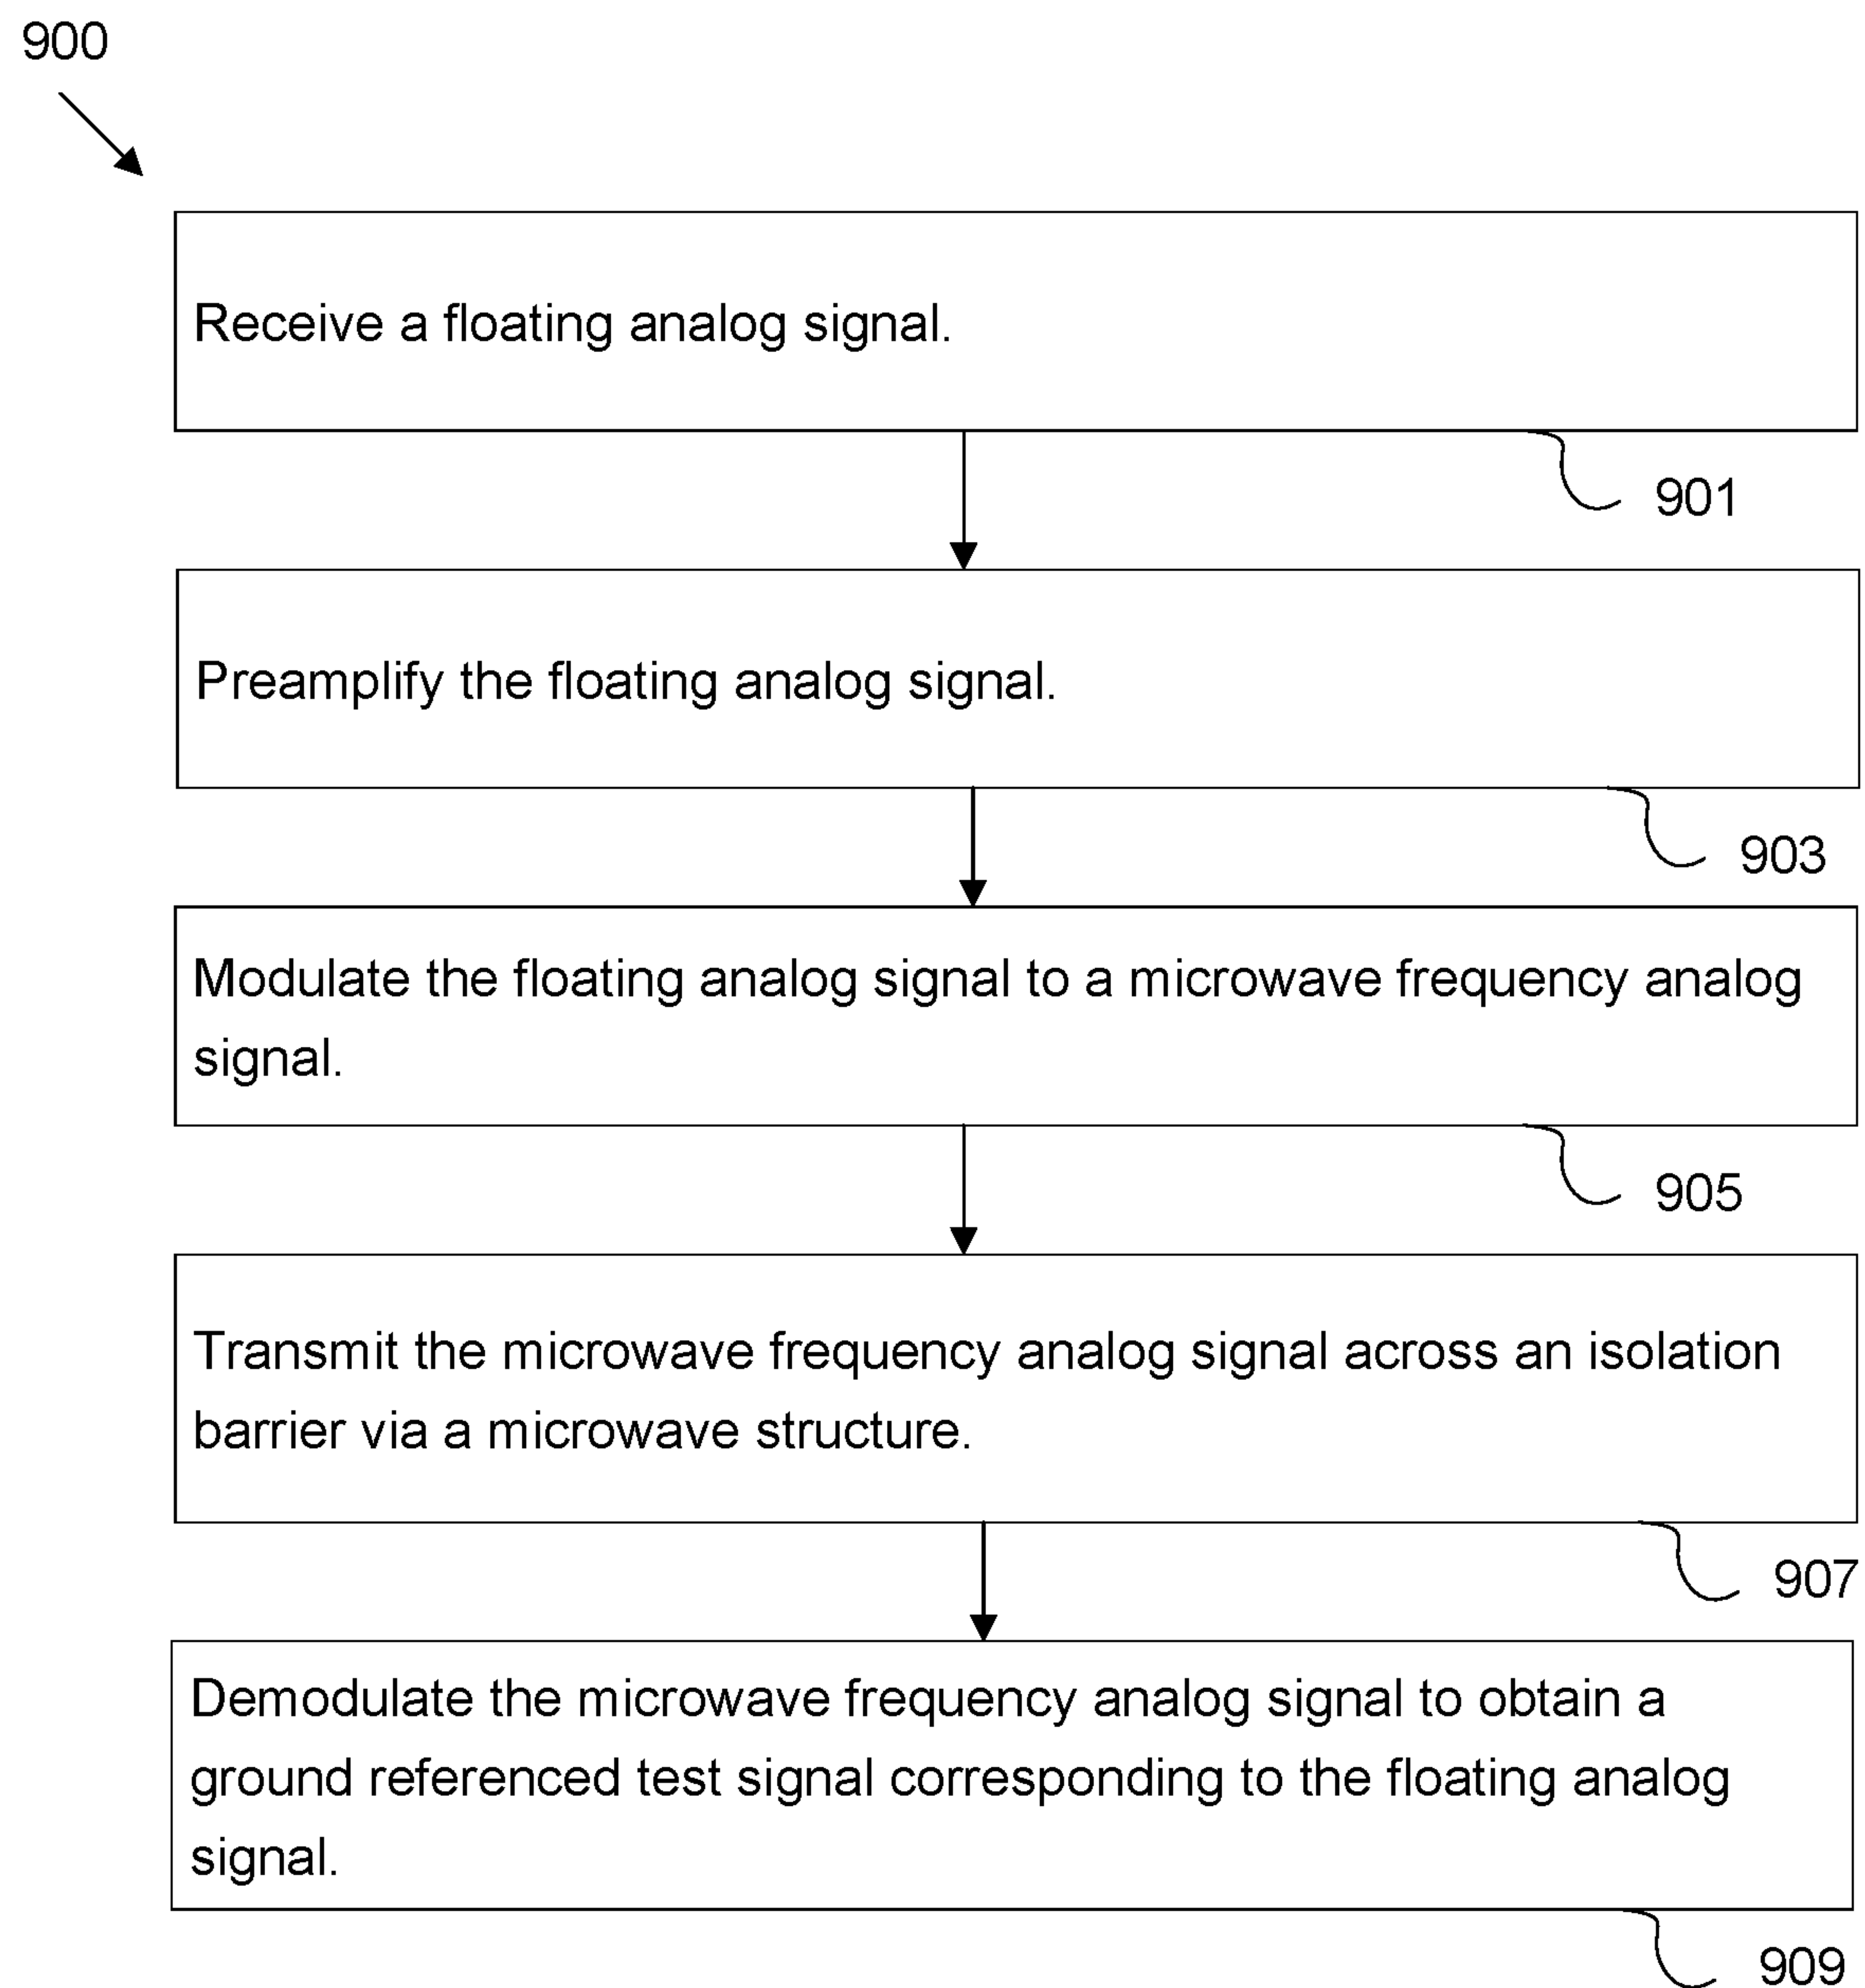 900
Receive a floating analog signal.
901
Preamplify the floating analog signal.
903
Modulate the floating analog signal to a microwave frequency analog
signal.
905
Transmit the microwave frequency analog signal across an isolation
barrier via a microwave structure.
907
Demodulate the microwave frequency analog signal to obtain a
ground referenced test signal corresponding to the floating analog
signal.
909